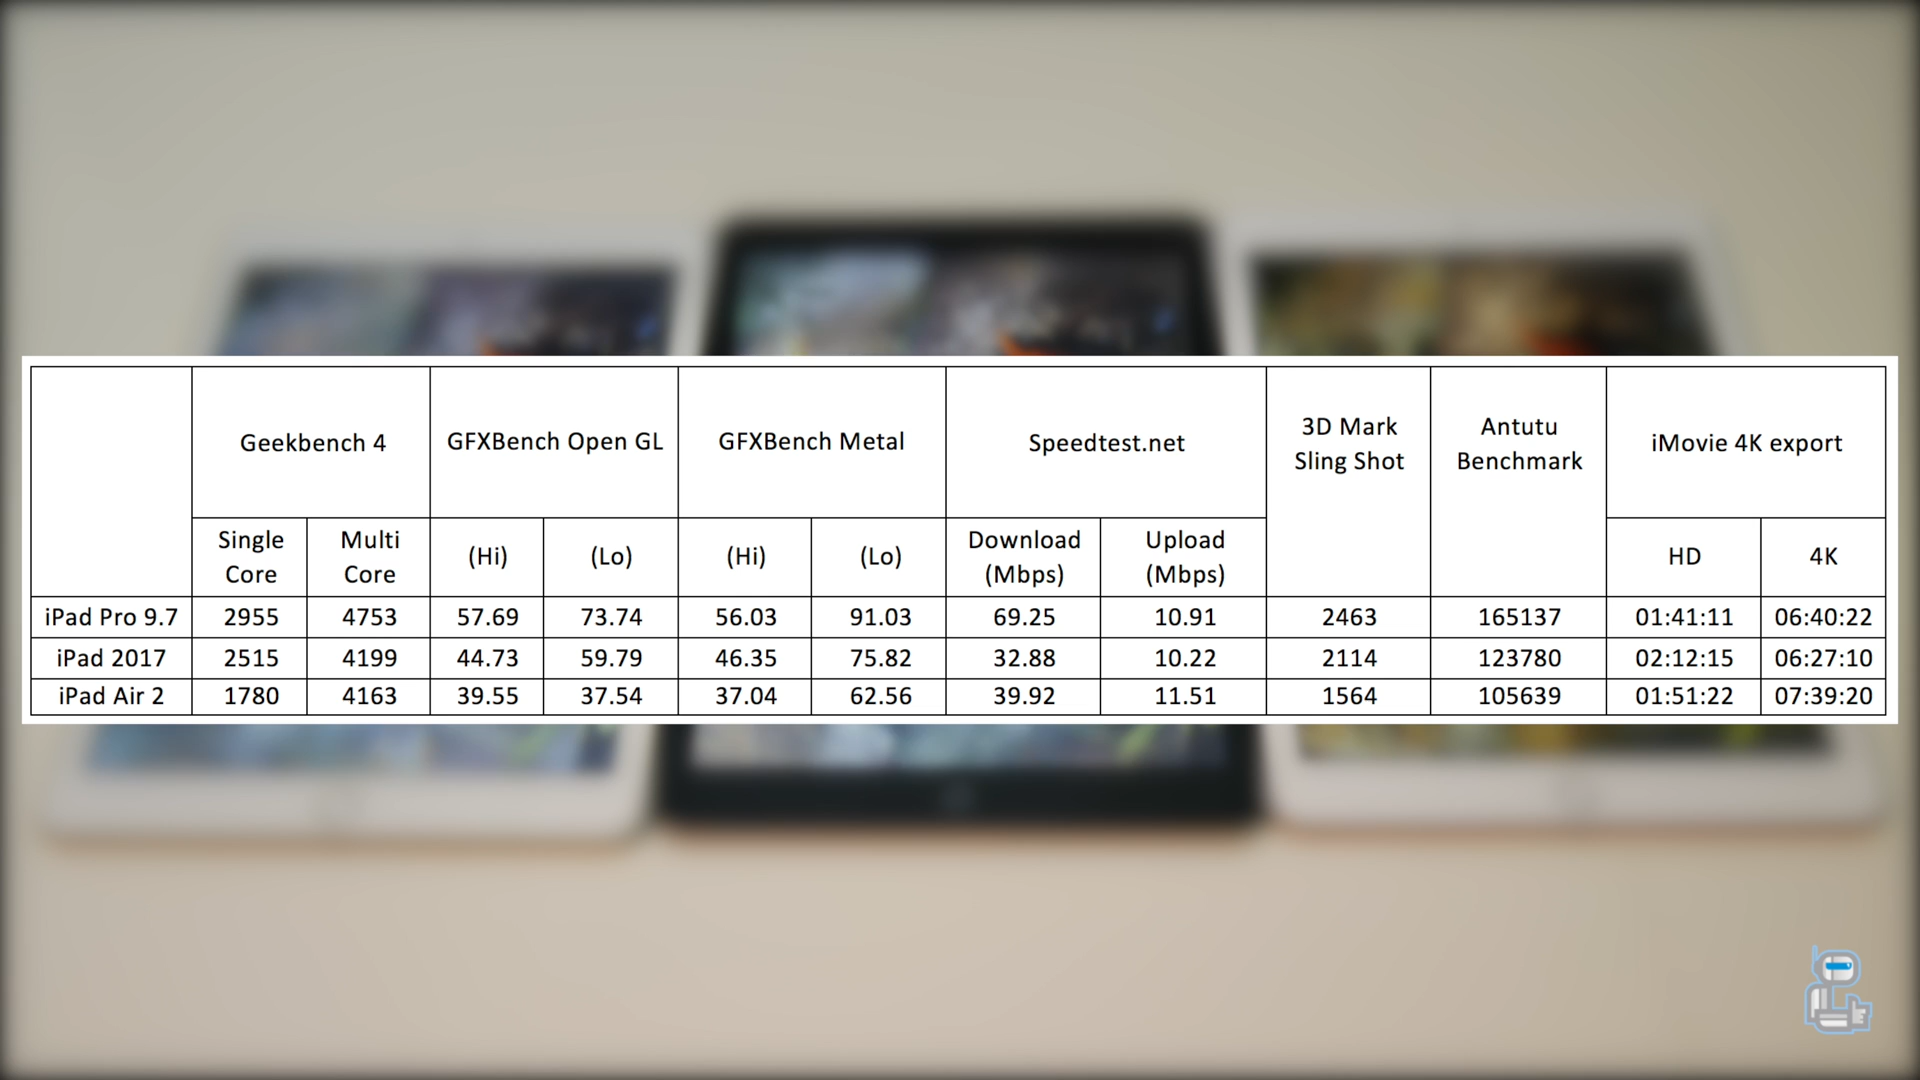 Geekbench 4 GFXBench Open GL GFXBench Metal Speedtest.net 3D Mark Sling Shot Antutu Benchmark iMovie 4K export
Single Core Multi Core (Hi) (Lo) (Hi) (Lo) Download (Mbps) Upload (Mbps) HD 4K
iPad Pro 9.7 2955 4753 57.69 73.74 56.03 91.03 69.25 10.91 2463 165137 01:41:11 06:40:22
iPad 2017 2515 4199 44.73 59.79 46.35 75.82 32.88 10.22 2114 123780 02:12:15 06:27:10
iPad Air 2 1780 4163 39.55 37.54 37.04 62.56 39.92 11.51 1564 105639 01:51:22 07:39:20